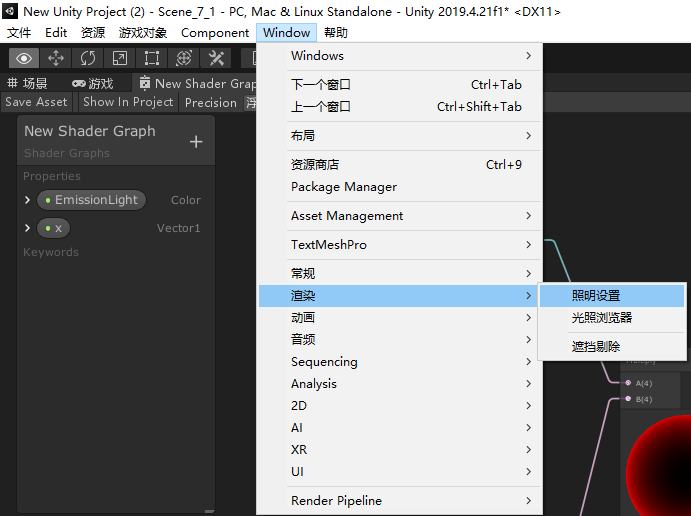 New Unity Project (2) - Scene_7_1 - PC, Mac & Linux Standalone - Unity 2019.4.21f1* <DX11>
文件 Edit 资源 游戏对象 Component Window 帮助
场景 游戏 New Shader Grap
Save Asset Show In Project Precision 浮
New Shader Graph
Shader Graphs
Properties
EmissionLight Color
x Vector1
Keywords
Windows
下一个窗口 Ctrl+Tab
上一个窗口 Ctrl+Shift+Tab
布局
资源商店 Ctrl+9
Package Manager
Asset Management
TextMeshPro
常规
渲染
动画
音频
Sequencing
Analysis
2D
AI
XR
UI
Render Pipeline
照明设置
光照浏览器
遮挡剔除
A(4)
B(4)